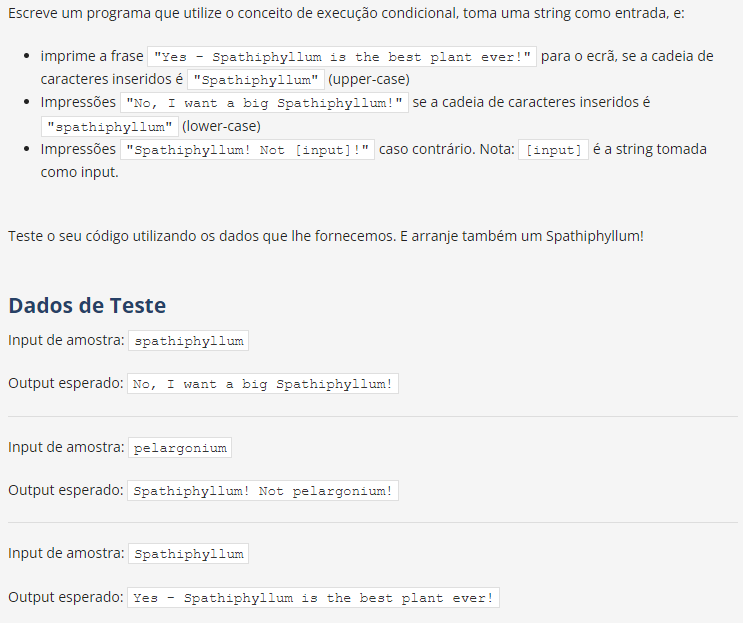 Escreve um programa que utilize o conceito de execução condicional, toma uma string como entrada, e:
• imprime a frase "Yes - Spathiphyllum is the best plant ever!" para o ecrã, se a cadeia de
caracteres inseridos é "Spathiphyllum" (upper-case)
• Impressões "No, I want a big Spathiphyllum!" se a cadeia de caracteres inseridos é
"spathiphyllum" (lower-case)
• Impressões "Spathiphyllum! Not [input]!" caso contrário. Nota: [input] é a string tomada
como input.
Teste o seu código utilizando os dados que lhe fornecemos. E arranje também um Spathiphyllum!
Dados de Teste
Input de amostra: spathiphyllum
Output esperado: No, I want a big Spathiphyllum!
Input de amostra: pelargonium
Output esperado: Spathiphyllum! Not pelargonium!
Input de amostra: Spathiphyllum
Output esperado: Yes - Spathiphyllum is the best plant ever!